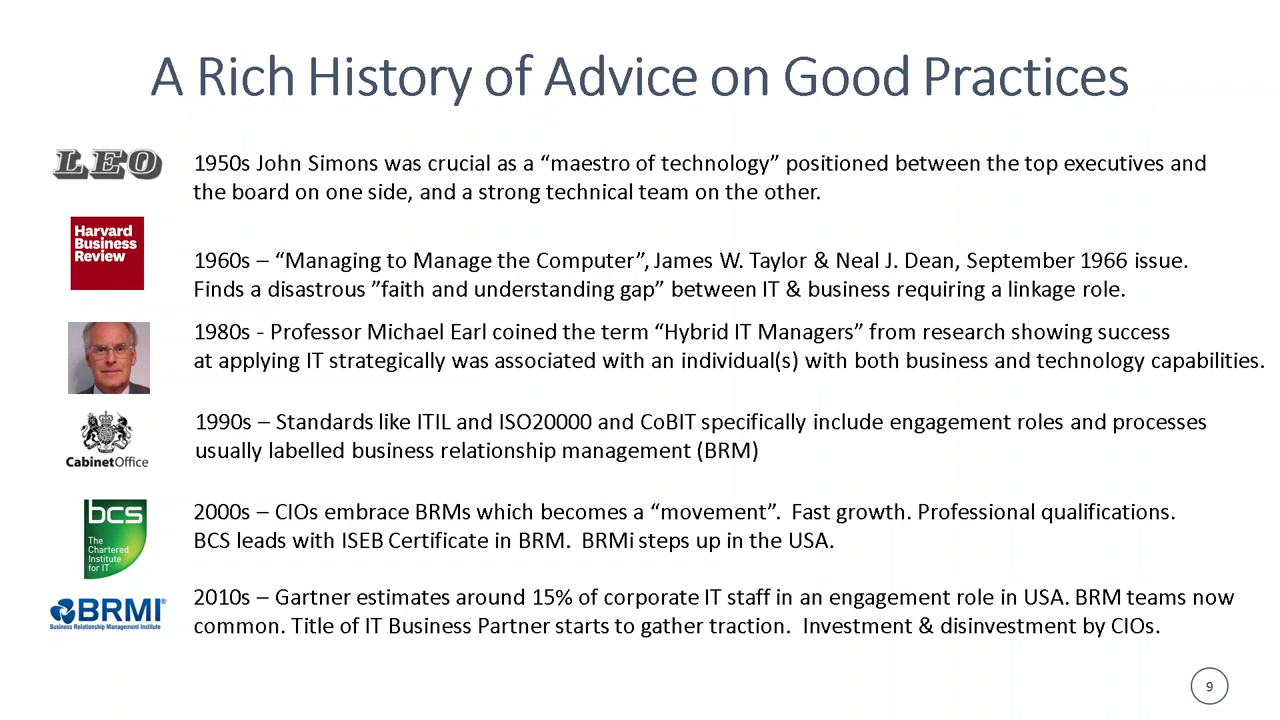 A Rich History of Advice on Good Practices
LEO
1950s John Simons was crucial as a “maestro of technology” positioned between the top executives and
the board on one side, and a strong technical team on the other.
Harvard
Business
Review
1960s – “Managing to Manage the Computer”, James W. Taylor & Neal J. Dean, September 1966 issue.
Finds a disastrous ”faith and understanding gap” between IT & business requiring a linkage role.
1980s - Professor Michael Earl coined the term “Hybrid IT Managers” from research showing success
at applying IT strategically was associated with an individual(s) with both business and technology capabilities.
CabinetOffice
1990s – Standards like ITIL and ISO20000 and CoBIT specifically include engagement roles and processes
usually labelled business relationship management (BRM)
bcs
The
Chartered
Institute
for IT
2000s – CIOs embrace BRMs which becomes a “movement”. Fast growth. Professional qualifications.
BCS leads with ISEB Certificate in BRM. BRMi steps up in the USA.
BRMI®
Business Relationship Management Institute
2010s – Gartner estimates around 15% of corporate IT staff in an engagement role in USA. BRM teams now
common. Title of IT Business Partner starts to gather traction. Investment & disinvestment by CIOs.
9